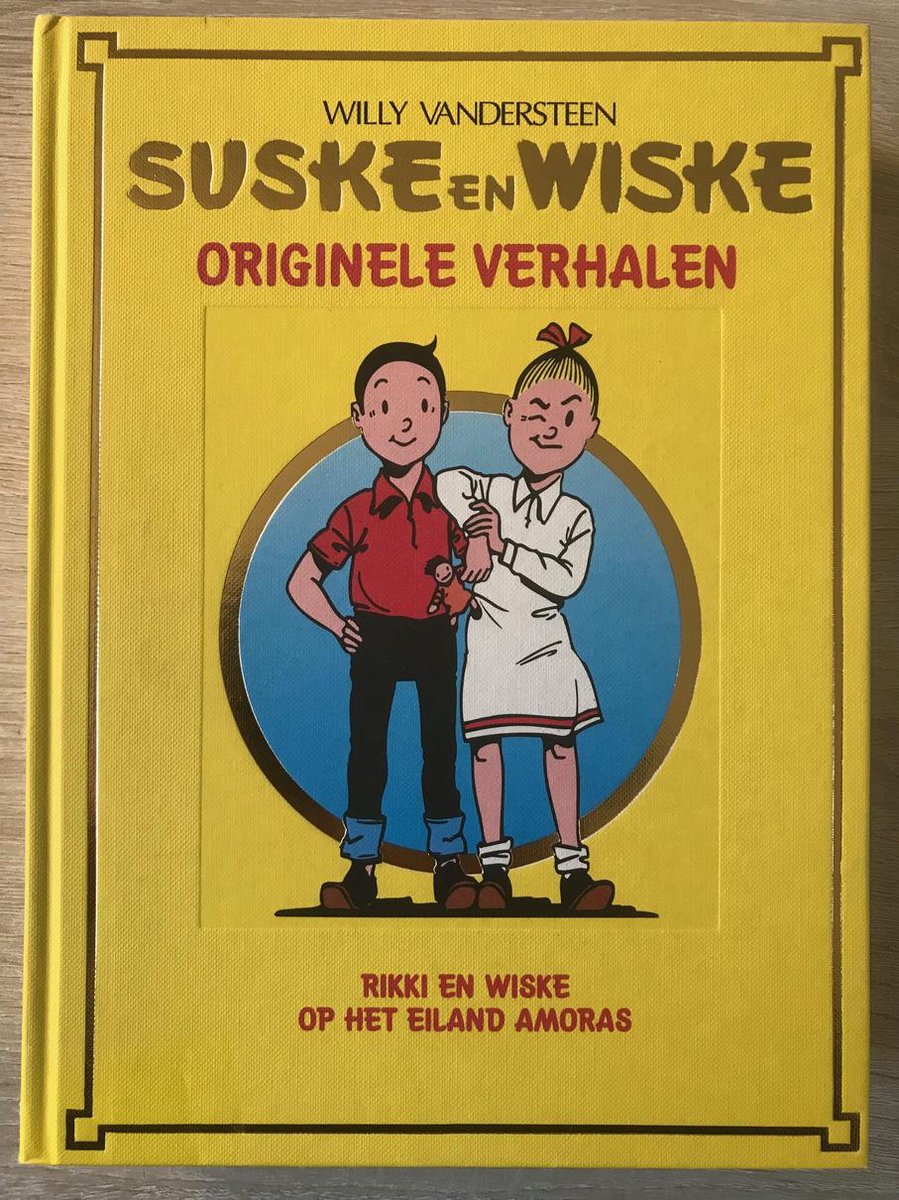 WILLY VANDERSTEEN
SUSKE EN WISKE
ORIGINELE VERHALEN
RIKKI EN WISKE
OP HET EILAND AMORAS